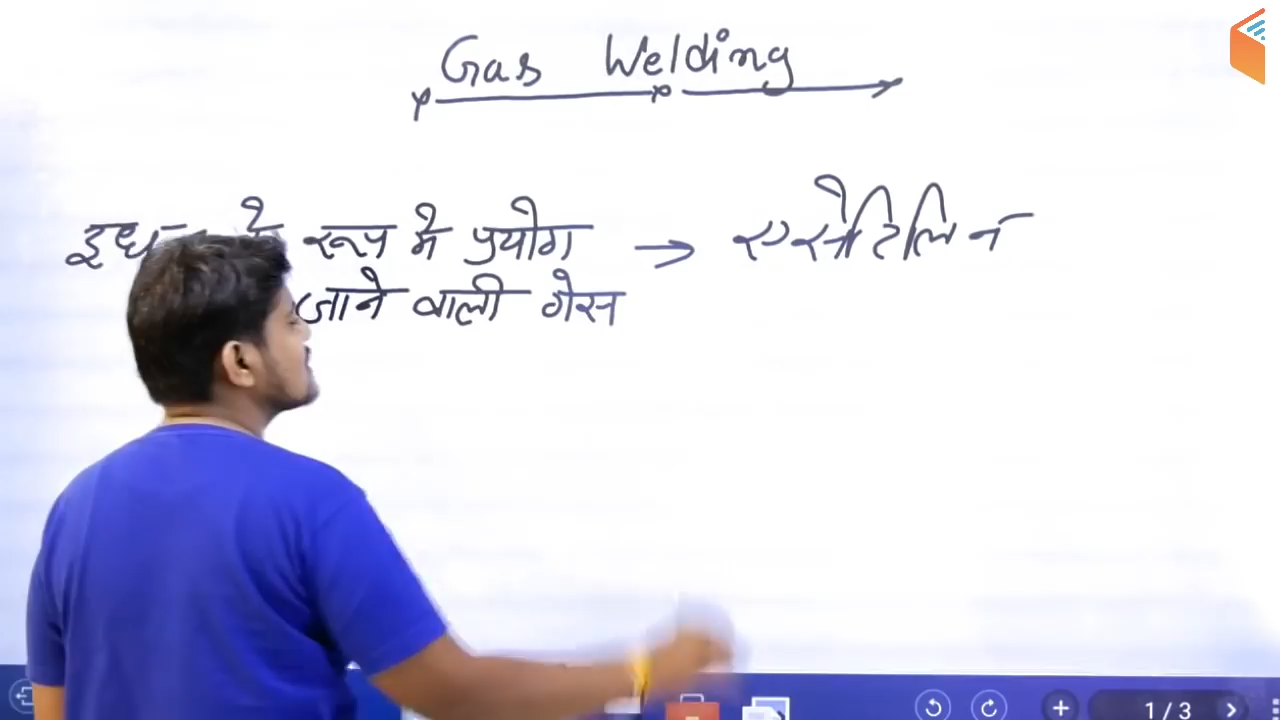 Gas Welding
के रूप में प्रयोग → एसीटिलिन
जाने वाली गैस
1/3